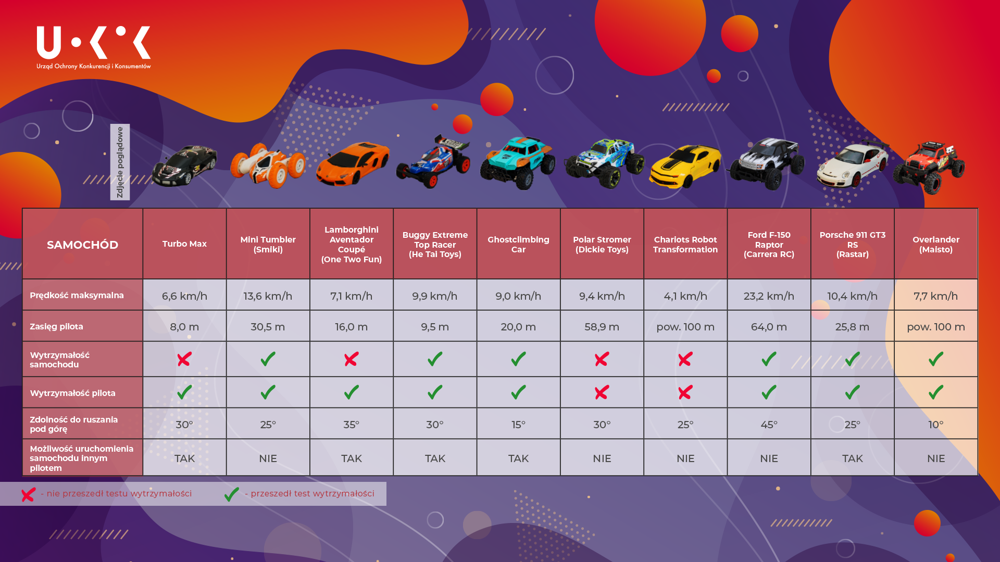 U·K·K
Urząd Ochrony Konkurencji i Konsumentów
Zdjęcie poglądowe
SAMOCHÓD
Turbo Max
Mini Tumbler
(Smiki)
Lamborghini
Aventador
Coupé
(One Two Fun)
Buggy Extreme
Top Racer
(He Tai Toys)
Ghostclimbing
Car
Polar Stromer
(Dickie Toys)
Chariots Robot
Transformation
Ford F-150
Raptor
(Carrera RC)
Porsche 911 GT3
RS
(Rastar)
Overlander
(Maisto)
Prędkość maksymalna
6,6 km/h
13,6 km/h
7,1 km/h
9,9 km/h
9,0 km/h
9,4 km/h
4,1 km/h
23,2 km/h
10,4 km/h
7,7 km/h
Zasięg pilota
8,0 m
30,5 m
16,0 m
9,5 m
20,0 m
58,9 m
pow. 100 m
64,0 m
25,8 m
pow. 100 m
Wytrzymałość
samochodu
Wytrzymałość pilota
Zdolność do ruszania
pod górę
30°
25°
35°
30°
15°
30°
25°
45°
25°
10°
Możliwość uruchomienia
samochodu innym
pilotem
TAK
NIE
TAK
TAK
TAK
NIE
NIE
NIE
TAK
NIE
- nie przeszedł testu wytrzymałości
- przeszedł test wytrzymałości